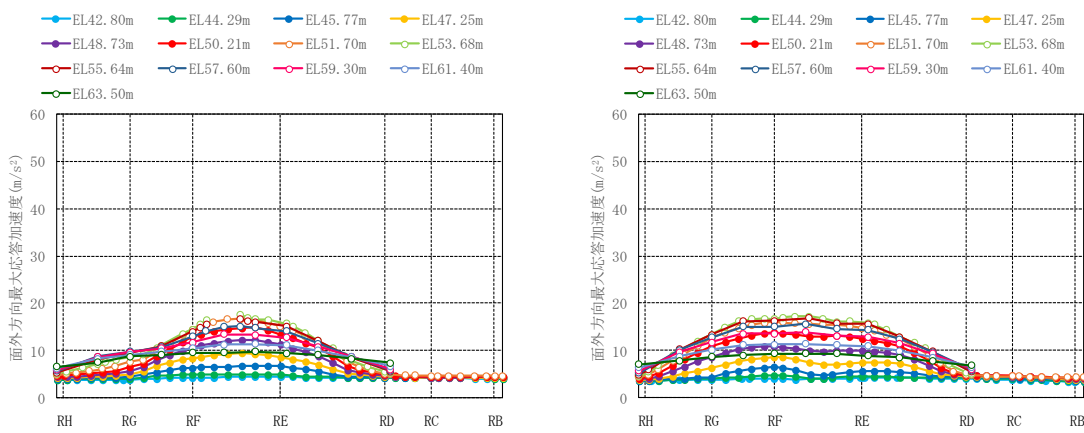 EL42.80m EL44.29m EL45.77m EL47.25m
EL48.73m EL50.21m EL51.70m EL53.68m
EL55.64m EL57.60m EL59.30m EL61.40m
EL63.50m
60
50
40
30
20
10
0
面外方向最大応答加速度(m/s²)
RH RG RF RE RD RC RB
EL42.80m EL44.29m EL45.77m EL47.25m
EL48.73m EL50.21m EL51.70m EL53.68m
EL55.64m EL57.60m EL59.30m EL61.40m
EL63.50m
60
50
40
30
20
10
0
面外方向最大応答加速度(m/s²)
RH RG RF RE RD RC RB